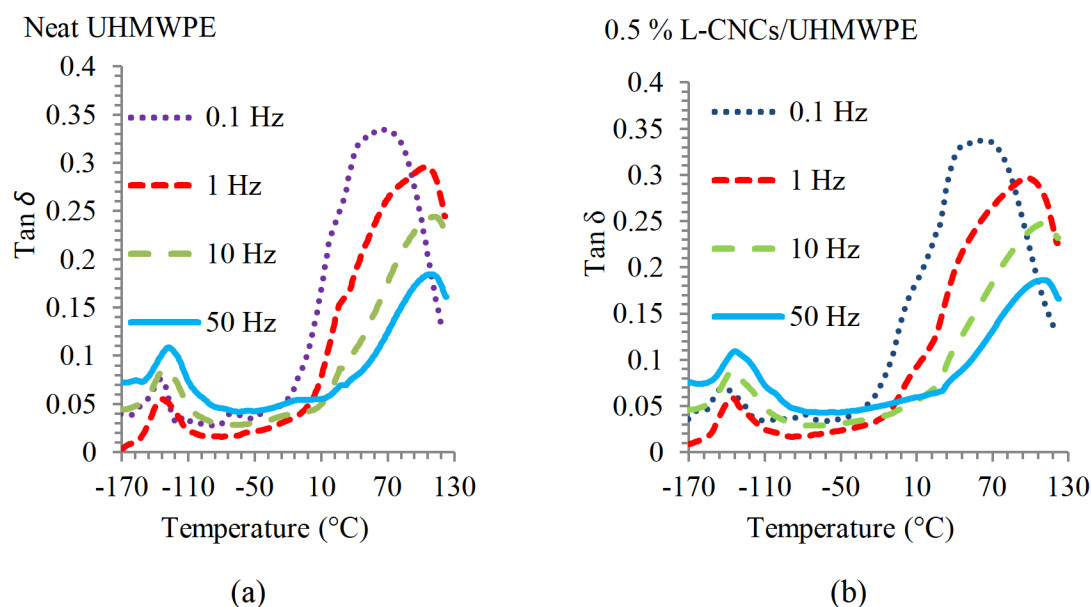 Neat UHMWPE
Tan δ
0.4
0.35
0.3
0.25
0.2
0.15
0.1
0.05
0
0.1 Hz
1 Hz
10 Hz
50 Hz
-170 -110 -50 10 70 130
Temperature (°C)
(a)
0.5 % L-CNCs/UHMWPE
Tan δ
0.4
0.35
0.3
0.25
0.2
0.15
0.1
0.05
0
0.1 Hz
1 Hz
10 Hz
50 Hz
-170 -110 -50 10 70 130
Temperature (°C)
(b)